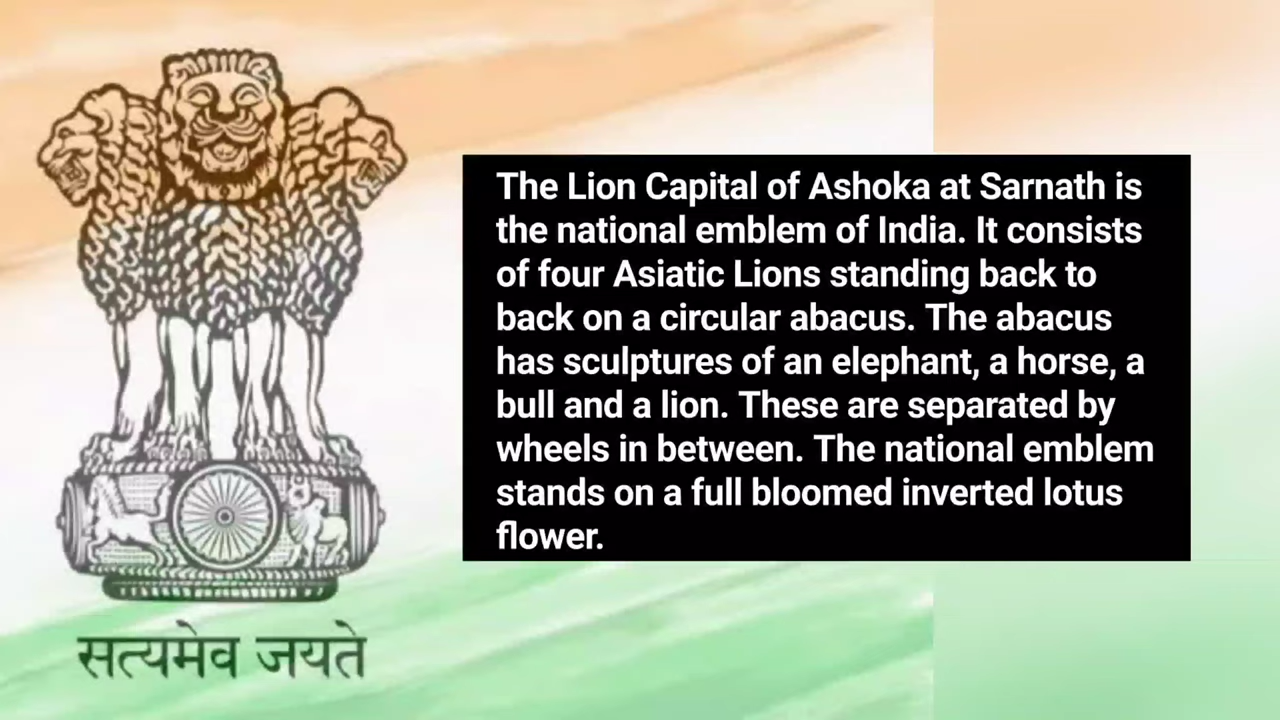 The Lion Capital of Ashoka at Sarnath is
the national emblem of India. It consists
of four Asiatic Lions standing back to
back on a circular abacus. The abacus
has sculptures of an elephant, a horse, a
bull and a lion. These are separated by
wheels in between. The national emblem
stands on a full bloomed inverted lotus
flower.
सत्यमेव जयते